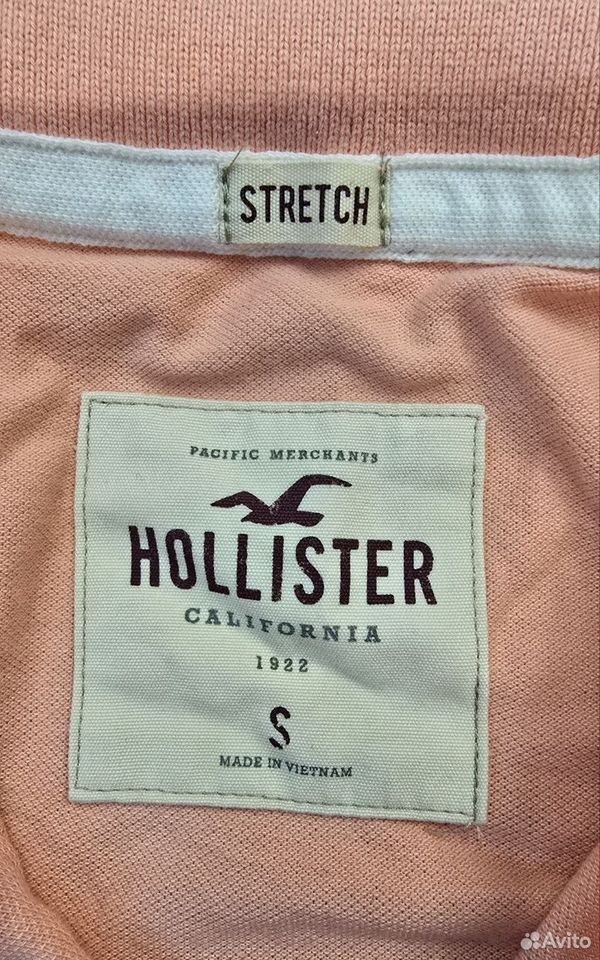 STRETCH
PACIFIC MERCHANTS
HOLLISTER
CALIFORNIA
1922
S
MADE IN VIETNAM
Avito